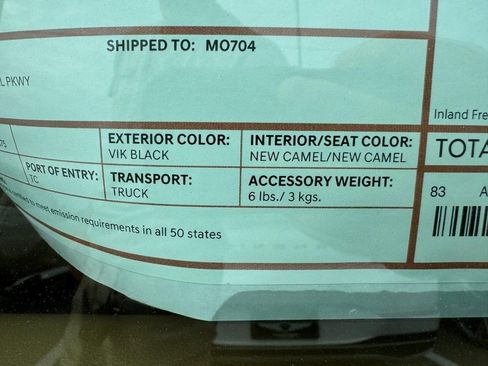 SHIPPED TO: MO704
L PKWY
Inland Fre
75
EXTERIOR COLOR:
VIK BLACK
INTERIOR/SEAT COLOR:
NEW CAMEL/NEW CAMEL
TOTA
PORT OF ENTRY:
TC
TRANSPORT:
TRUCK
ACCESSORY WEIGHT:
6 lbs./ 3 kgs.
83 A
to meet emission requirements in all 50 states